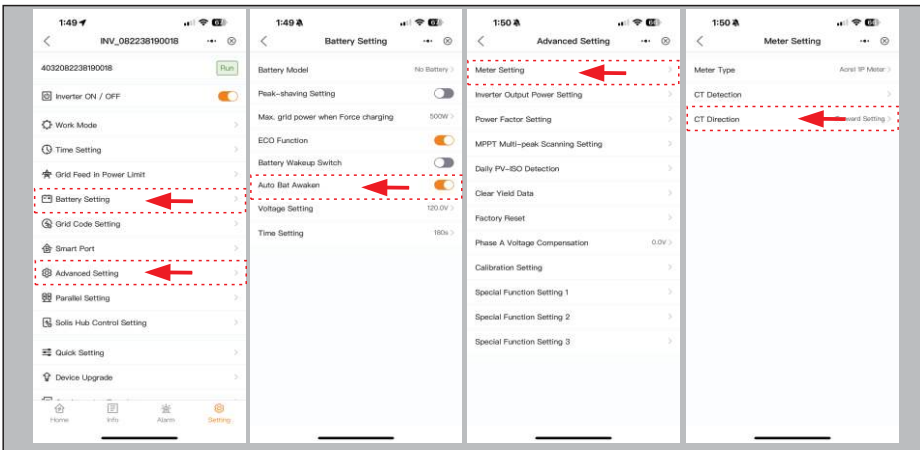 1:49
INV_082238190018
4032082238190018 Run
Inverter ON / OFF
Work Mode
Time Setting
Grid Feed in Power Limit
Battery Setting
Grid Code Setting
Smart Port
Advanced Setting
Parallel Setting
Solis Hub Control Setting
Quick Setting
Device Upgrade
Home Info Alarm Setting
1:49
Battery Setting
Battery Model No Battery
Peak-shaving Setting
Max. grid power when Force charging 500W
ECO Function
Battery Wakeup Switch
Auto Bat Awaken
Voltage Setting 120.0V
Time Setting 180s
1:50
Advanced Setting
Meter Setting
Inverter Output Power Setting
Power Factor Setting
MPPT Multi-peak Scanning Setting
Daily PV-ISO Detection
Clear Yield Data
Factory Reset
Phase A Voltage Compensation 0.0V
Calibration Setting
Special Function Setting 1
Special Function Setting 2
Special Function Setting 3
1:50
Meter Setting
Meter Type Acrel 1P Meter
CT Detection
CT Direction Setting